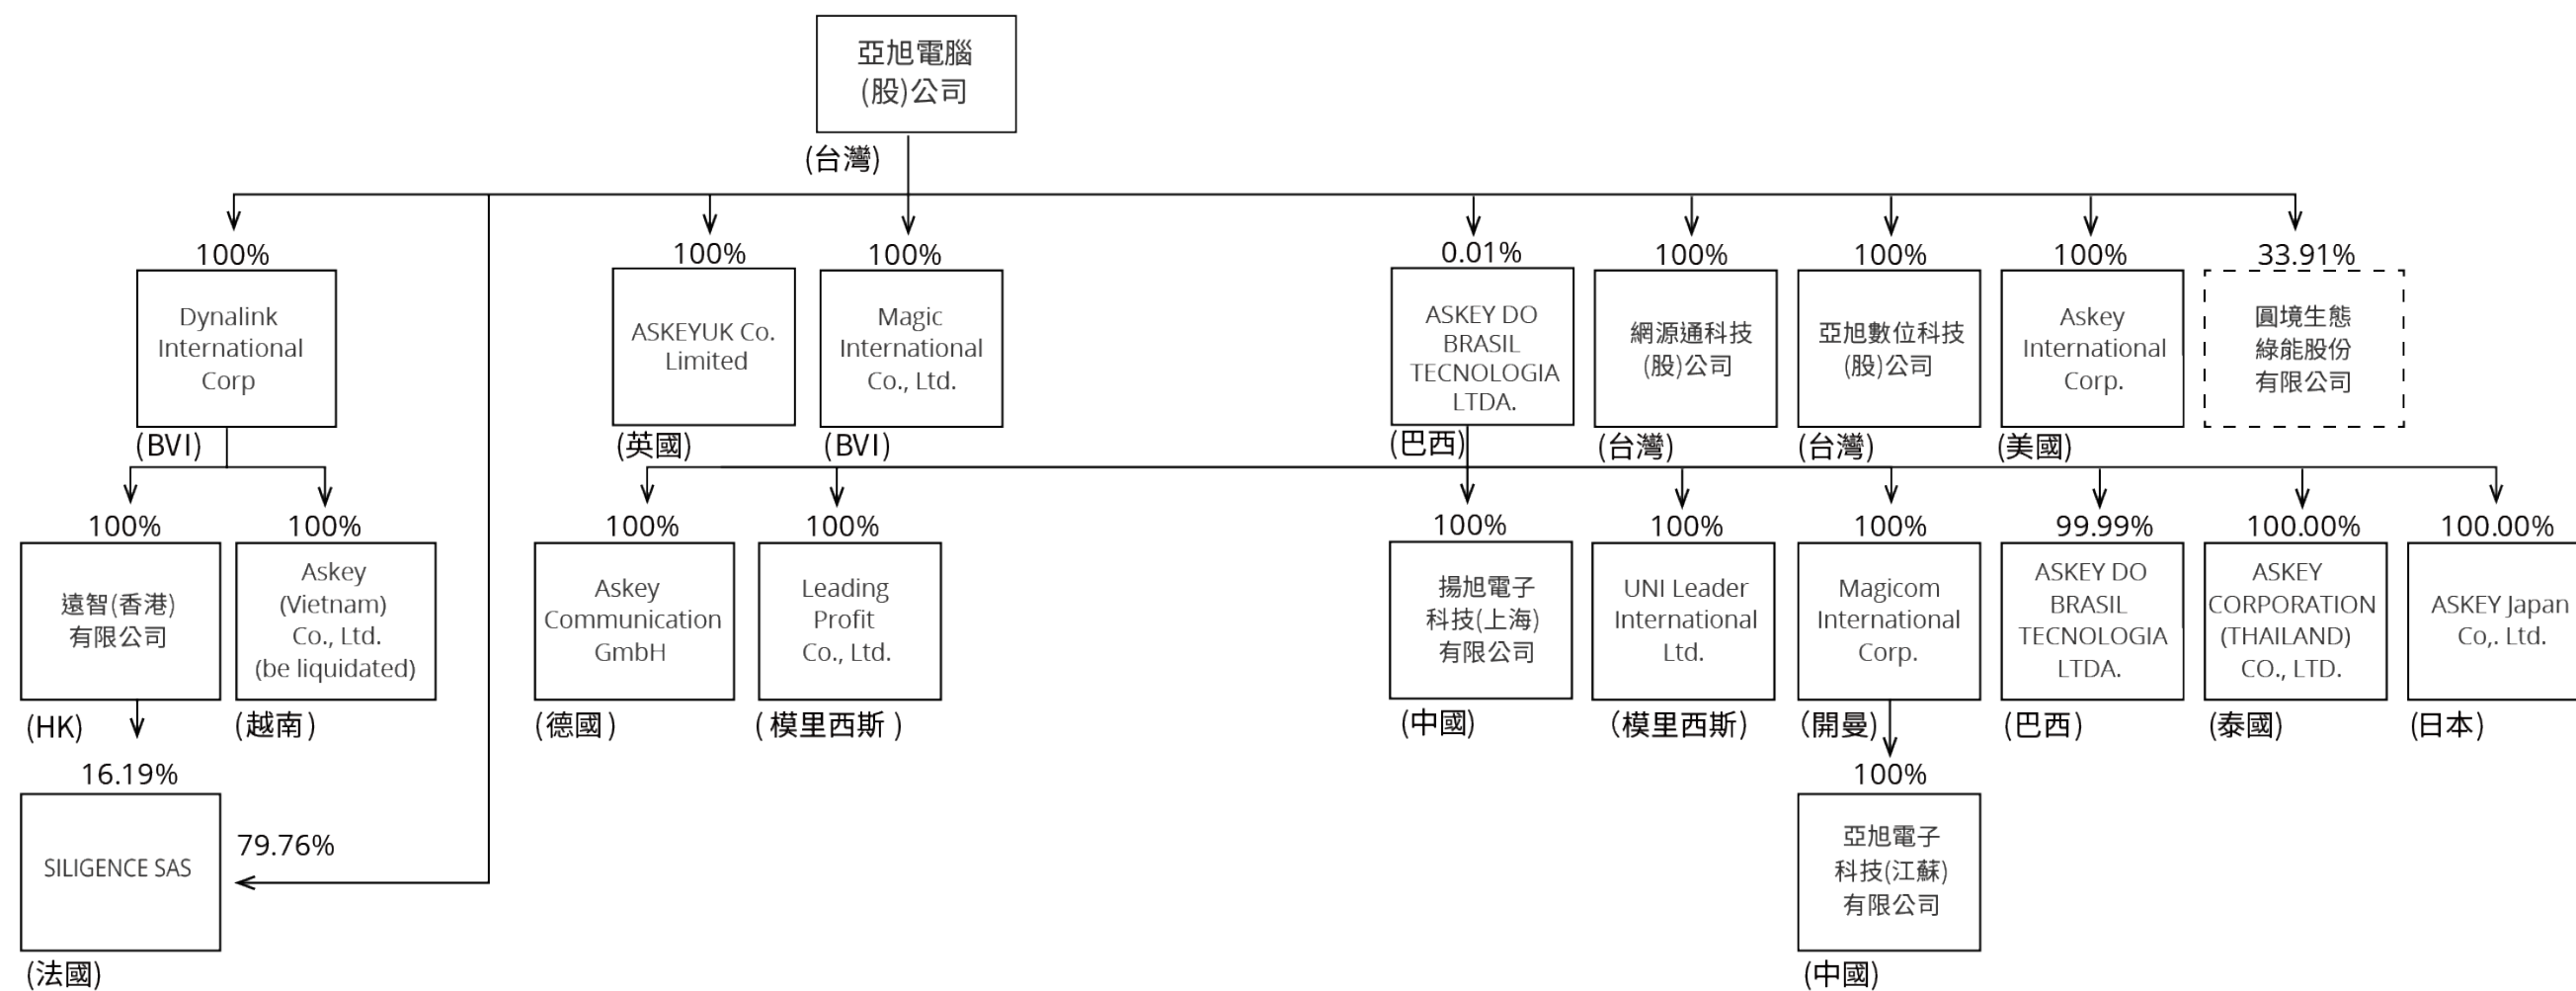 亞旭電腦
(股)公司
(台灣)
100%
Dynalink
International
Corp
(BVI)
100%
ASKEYUK Co.
Limited
(英國)
100%
Magic
International
Co., Ltd.
(BVI)
0.01%
ASKEY DO
BRASIL
TECNOLOGIA
LTDA.
(巴西)
100%
網源通科技
(股)公司
(台灣)
100%
亞旭數位科技
(股)公司
(台灣)
100%
Askey
International
Corp.
(美國)
33.91%
圓境生態
綠能股份
有限公司
100%
遠智(香港)
有限公司
(HK)
100%
Askey
(Vietnam)
Co., Ltd.
(be liquidated)
(越南)
100%
Askey
Communication
GmbH
(德國)
100%
Leading
Profit
Co., Ltd.
(模里西斯)
100%
揚旭電子
科技(上海)
有限公司
(中國)
100%
UNI Leader
International
Ltd.
(模里西斯)
100%
Magicom
International
Corp.
(開曼)
99.99%
ASKEY DO
BRASIL
TECNOLOGIA
LTDA.
(巴西)
100.00%
ASKEY
CORPORATION
(THAILAND)
CO., LTD.
(泰國)
100.00%
ASKEY Japan
Co,. Ltd.
(日本)
16.19%
SILIGENCE SAS
79.76%
(法國)
100%
亞旭電子
科技(江蘇)
有限公司
(中國)